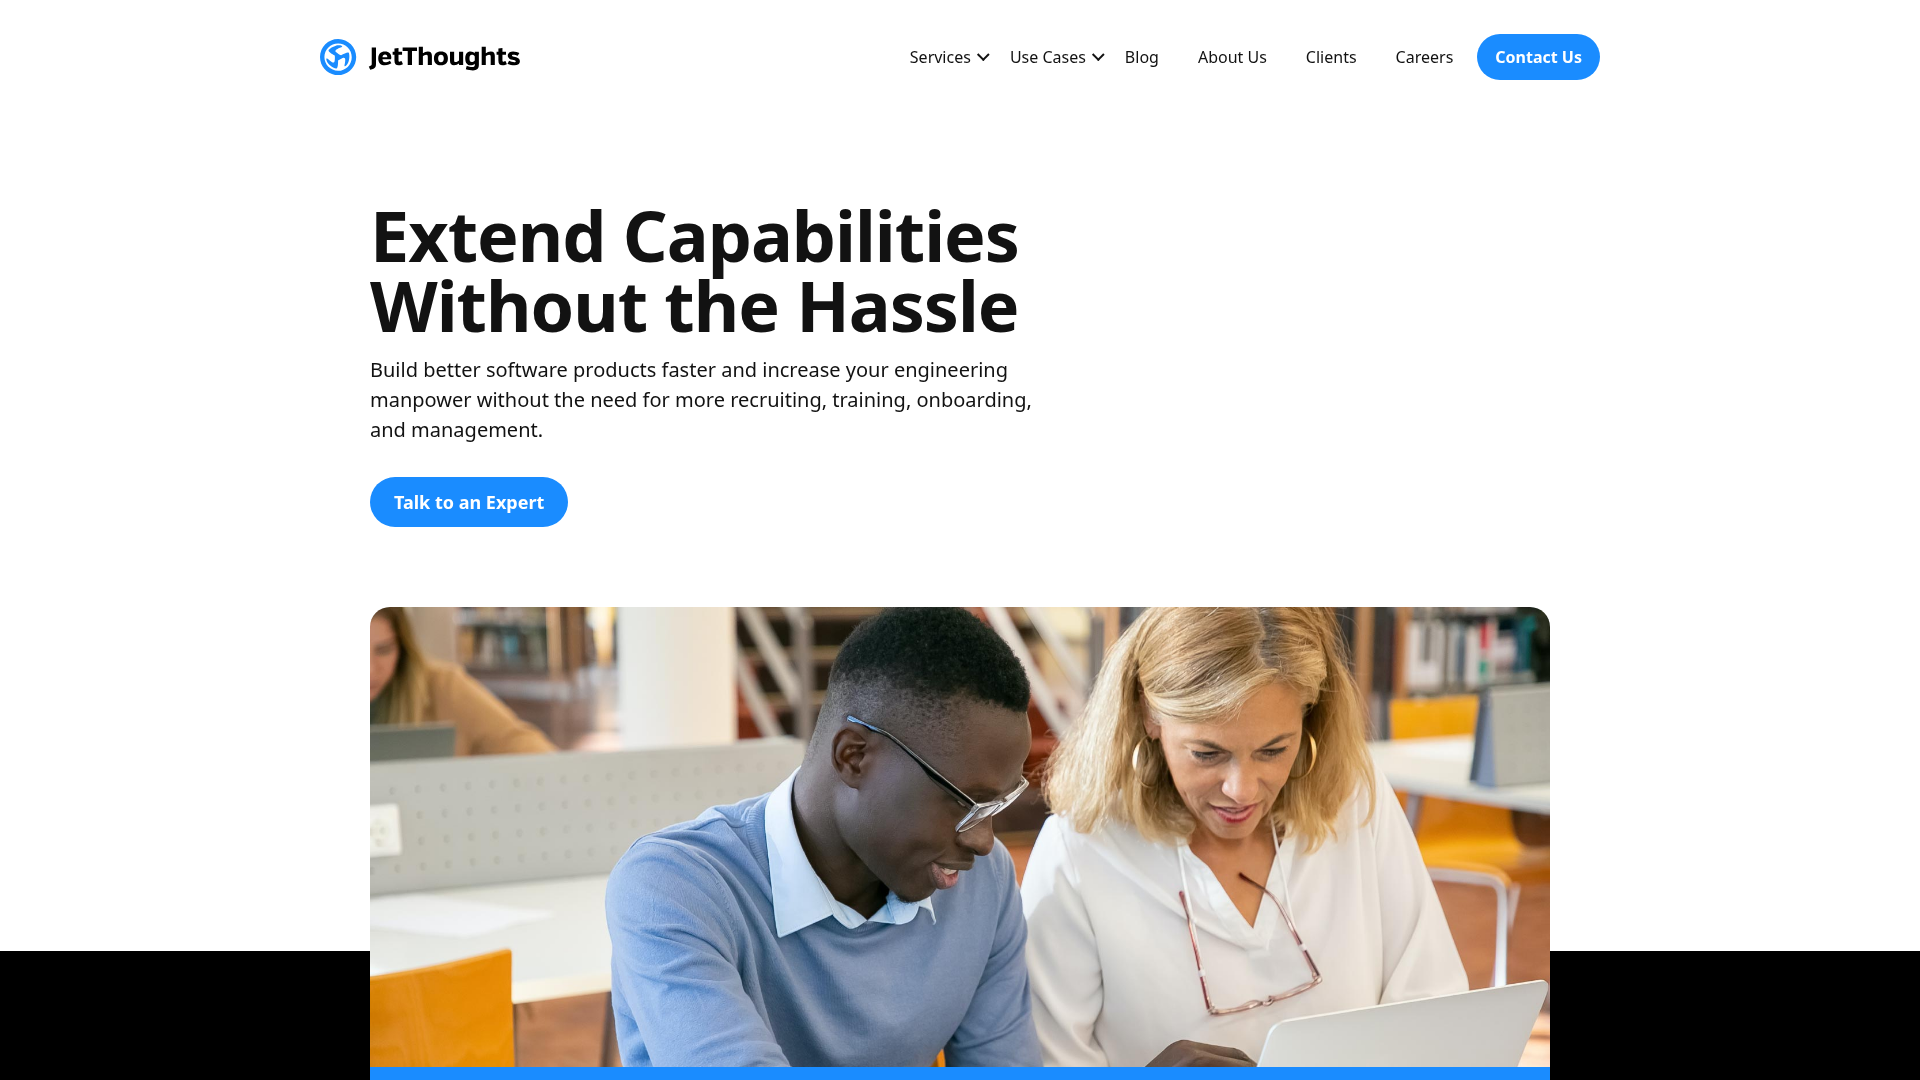 JetThoughts
Services
Use Cases
Blog
About Us
Clients
Careers
Contact Us
Extend Capabilities
Without the Hassle
Build better software products faster and increase your engineering
manpower without the need for more recruiting, training, onboarding,
and management.
Talk to an Expert